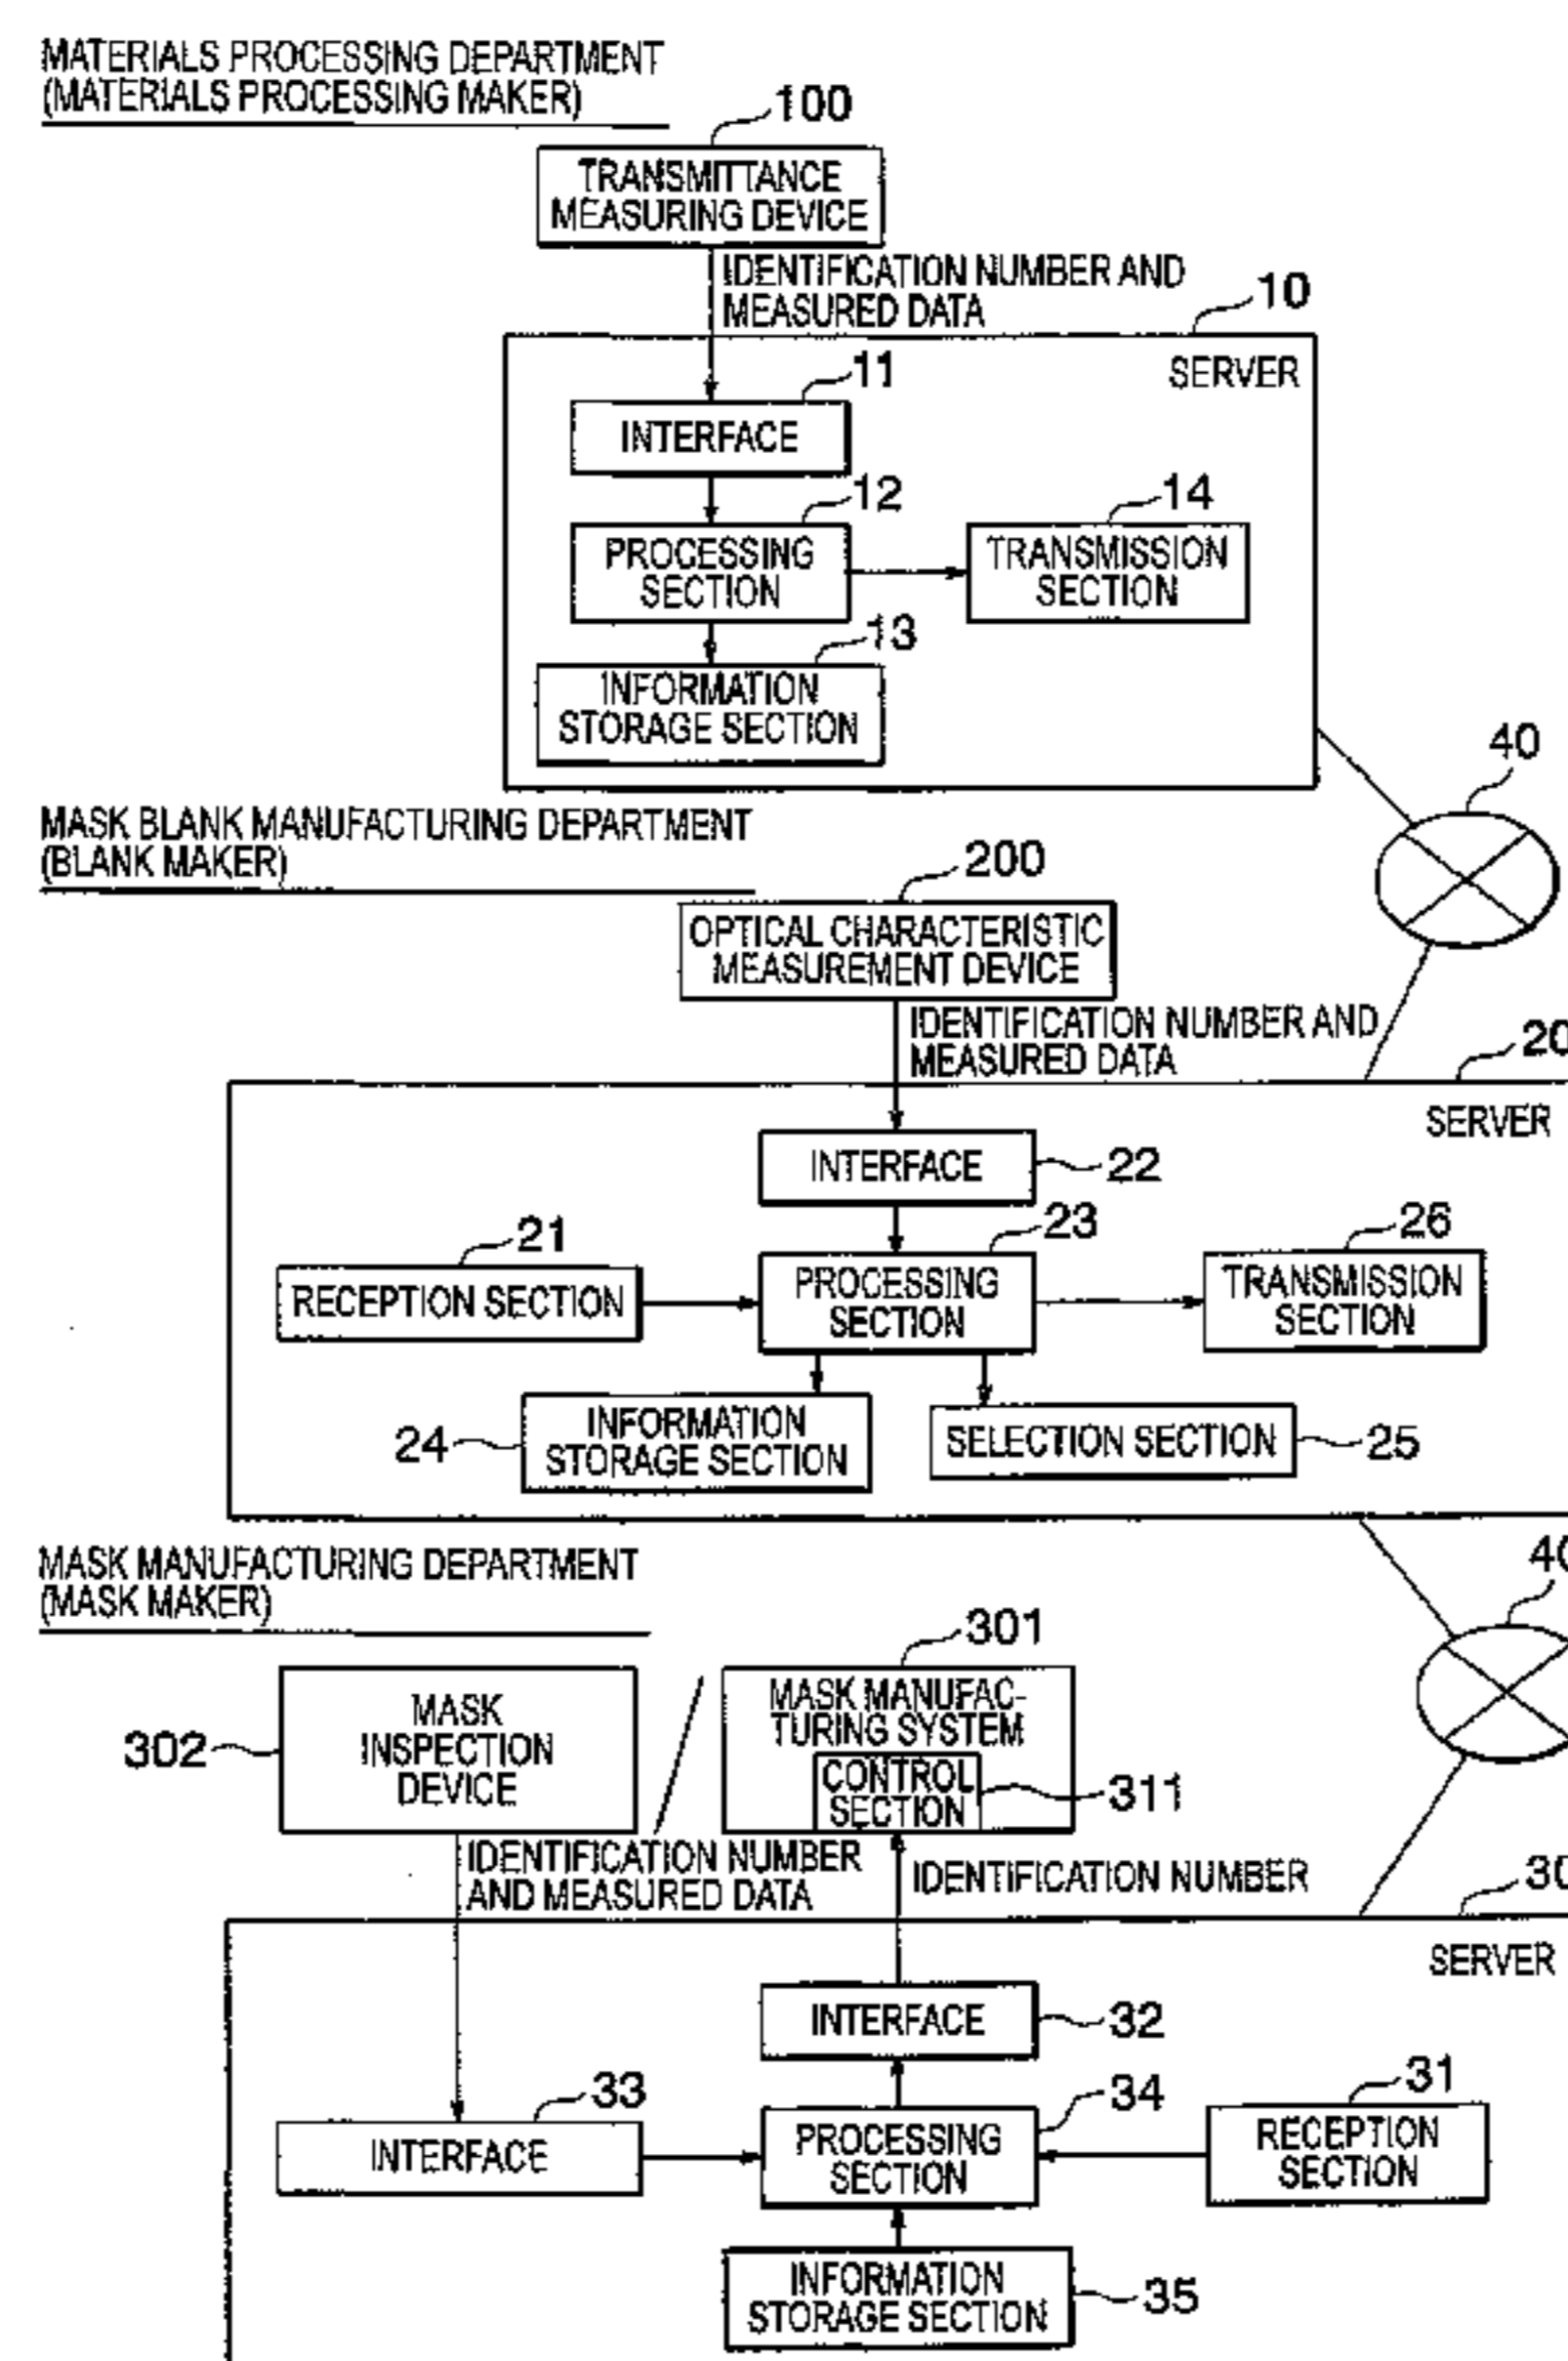 MATERIALS PROCESSING DEPARTMENT
(MATERIALS PROCESSING MAKER)
100
TRANSMITTANCE
MEASURING DEVICE
IDENTIFICATION NUMBER AND
MEASURED DATA
10
SERVER
11
INTERFACE
12
PROCESSING
SECTION
14
TRANSMISSION
SECTION
13
INFORMATION
STORAGE SECTION
40
MASK BLANK MANUFACTURING DEPARTMENT
(BLANK MAKER)
200
OPTICAL CHARACTERISTIC
MEASUREMENT DEVICE
IDENTIFICATION NUMBER AND
MEASURED DATA
20
SERVER
INTERFACE
22
21
RECEPTION SECTION
23
PROCESSING
SECTION
26
TRANSMISSION
SECTION
24
INFORMATION
STORAGE SECTION
SELECTION SECTION
25
MASK MANUFACTURING DEPARTMENT
(MASK MAKER)
40
301
302
MASK
INSPECTION
DEVICE
MASK MANUFAC-
TURING SYSTEM
CONTROL
SECTION
311
IDENTIFICATION NUMBER
AND MEASURED DATA
IDENTIFICATION NUMBER
30
SERVER
INTERFACE
32
33
INTERFACE
34
PROCESSING
SECTION
31
RECEPTION
SECTION
INFORMATION
STORAGE SECTION
35